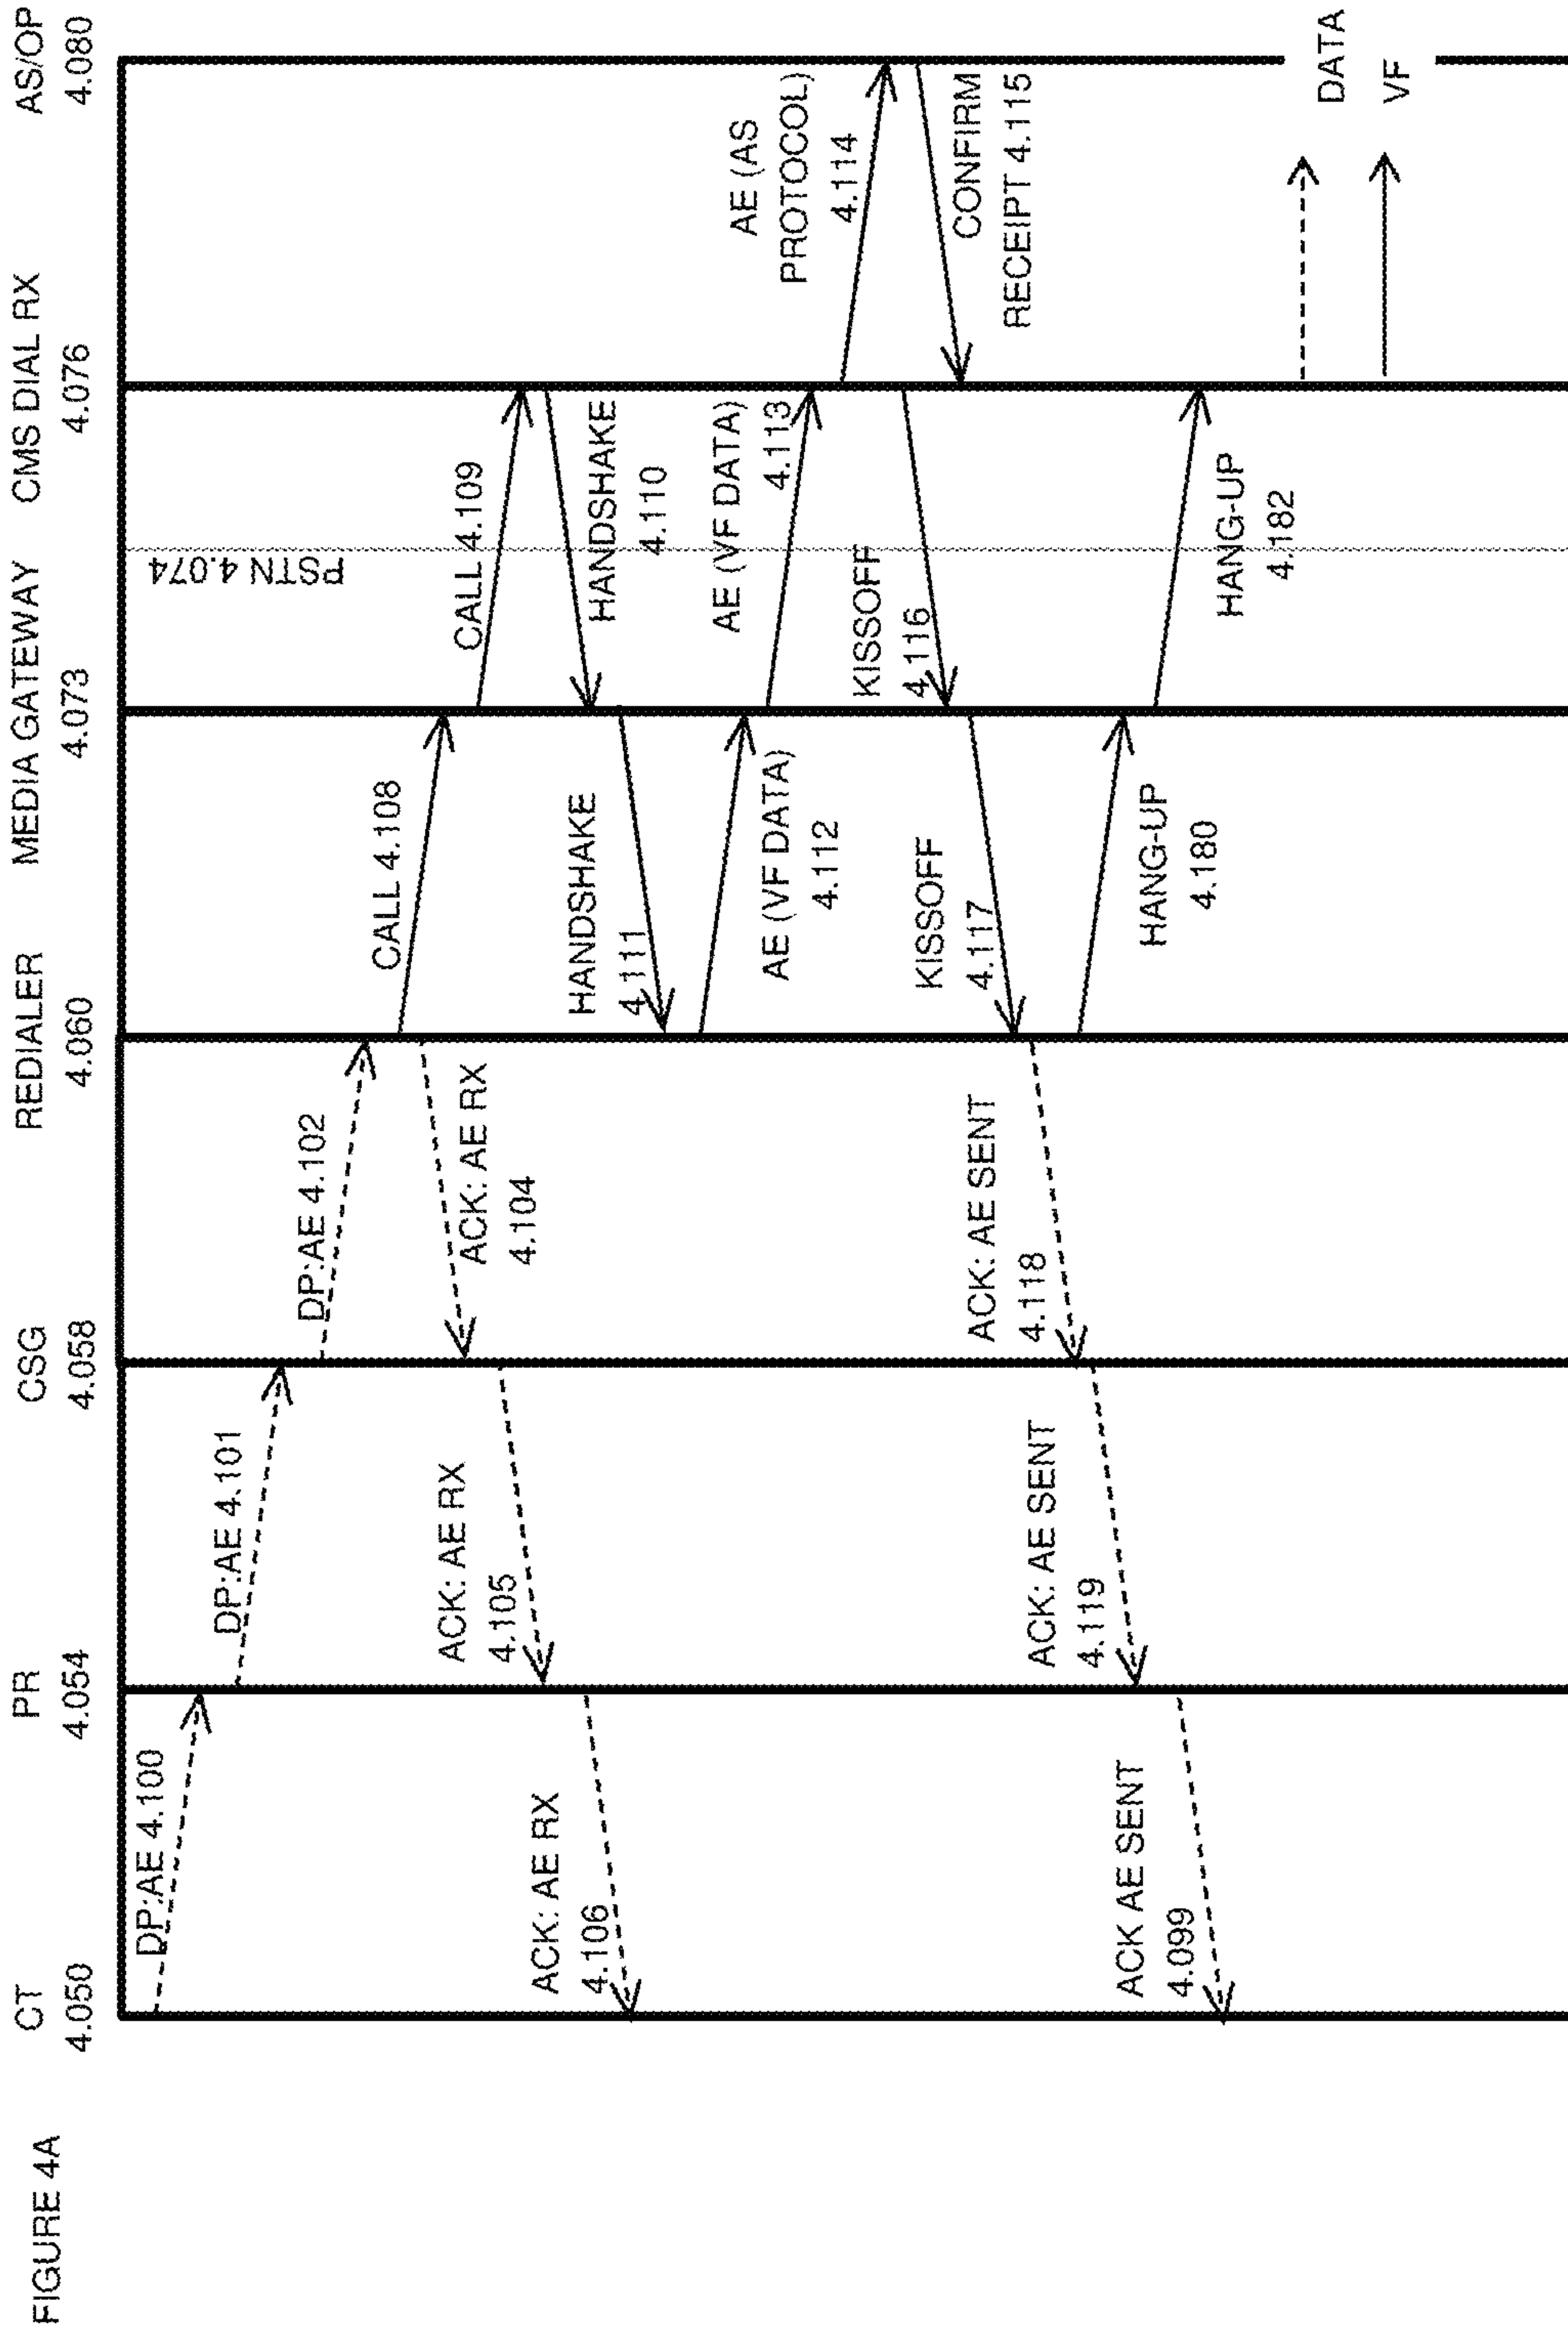 FIGURE 4A
CT
4.050
PR
4.054
CSG
4.058
REDIALER
4.060
MEDIA GATEWAY
4.073
CMS DIAL RX
4.076
AS/OP
4.080
PSTN 4.074
DP:AE 4.100
DP:AE 4.101
DP:AE 4.102
CALL 4.108
CALL 4.109
ACK: AE RX
4.104
ACK: AE RX
4.105
ACK: AE RX
4.106
HANDSHAKE
4.110
HANDSHAKE
4.111
AE (VF DATA)
4.112
AE (VF DATA)
4.113
AE (AS
PROTOCOL)
4.114
CONFIRM
RECEIPT 4.115
KISSOFF
4.116
KISSOFF
4.117
ACK: AE SENT
4.118
ACK: AE SENT
4.119
ACK AE SENT
4.099
HANG-UP
4.180
HANG-UP
4.182
DATA
VF